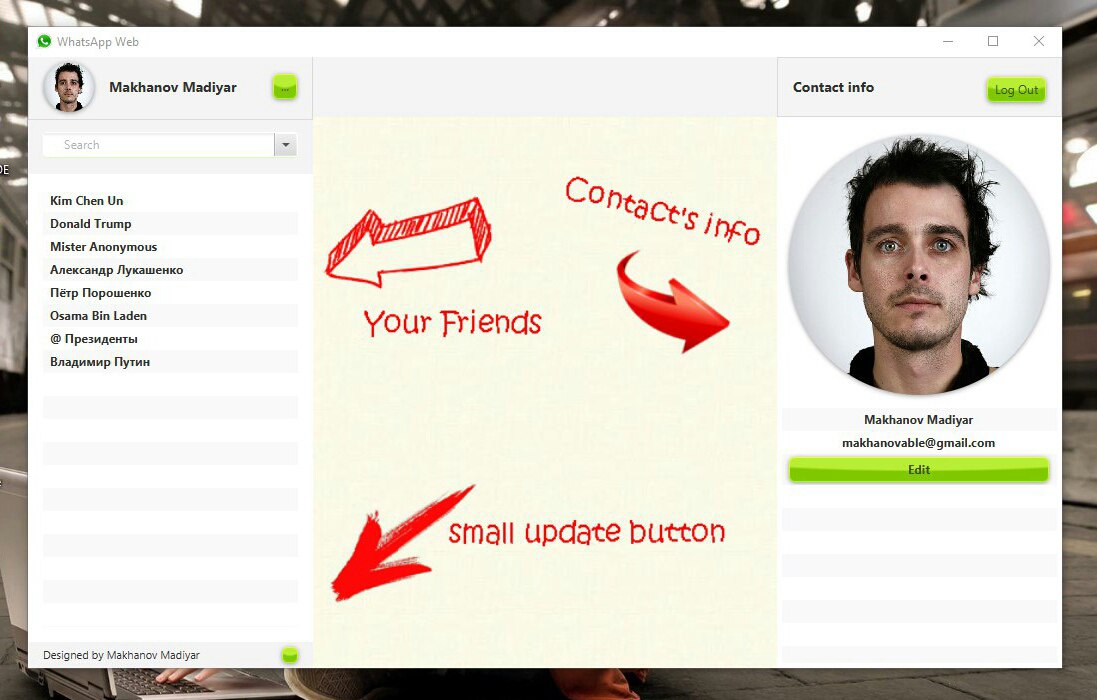 WhatsApp Web
Makhanov Madiyar
...
Contact info
Log Out
Search
Kim Chen Un
Donald Trump
Mister Anonymous
Александр Лукашенко
Пётр Порошенко
Osama Bin Laden
@ Президенты
Владимир Путин
Contact's info
Your Friends
small update button
Makhanov Madiyar
makhanovable@gmail.com
Edit
Designed by Makhanov Madiyar